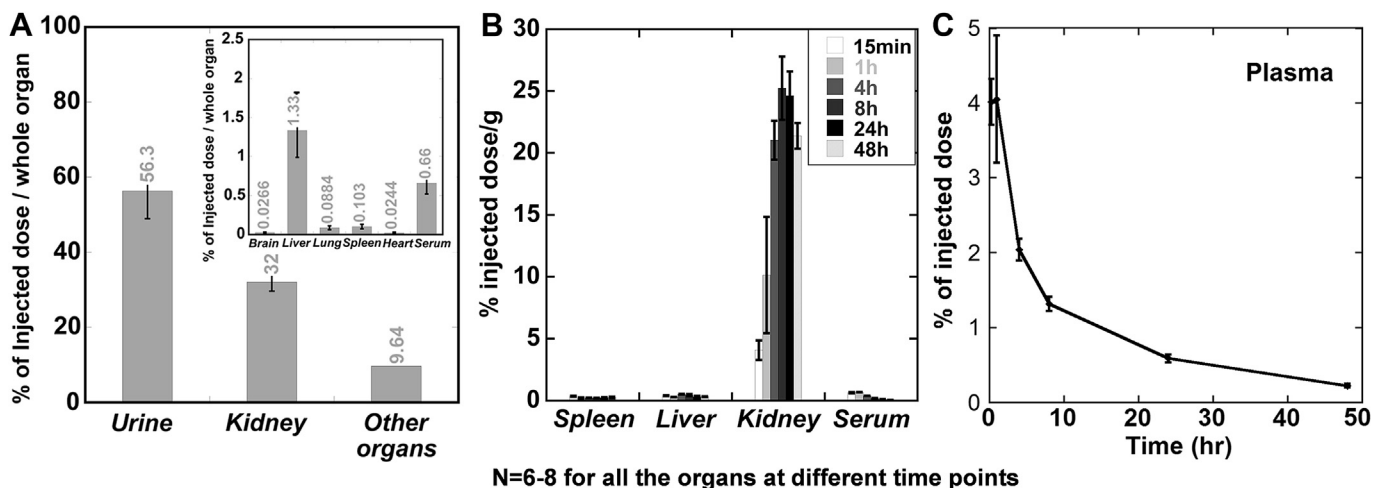 A
% of Injected dose / whole organ
100
80
60
40
20
0
56.3
32
9.64
Urine
Kidney
Other
organs
% of Injected dose / whole organ
2.5
2
1.5
1
0.5
0
0.0266
1.33
0.0884
0.103
0.0244
0.66
Brain Liver Lung Spleen Heart Serum
B
% injected dose/g
30
25
20
15
10
5
0
15min
1h
4h
8h
24h
48h
Spleen Liver Kidney Serum
C
Plasma
% of injected dose
5
4
3
2
1
0
0 10 20 30 40 50
Time (hr)
N=6-8 for all the organs at different time points